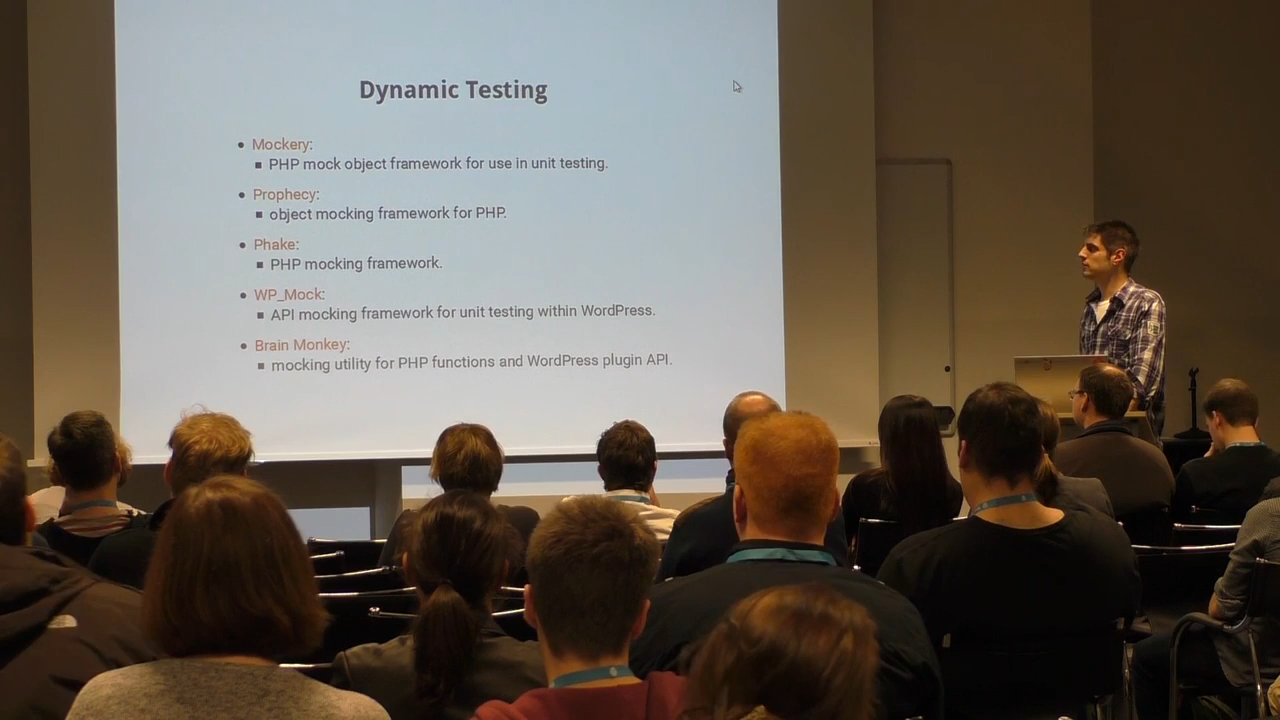 Dynamic Testing
Mockery:
PHP mock object framework for use in unit testing.
Prophecy:
object mocking framework for PHP.
Phake:
PHP mocking framework.
WP_Mock:
API mocking framework for unit testing within WordPress.
Brain Monkey:
mocking utility for PHP functions and WordPress plugin API.